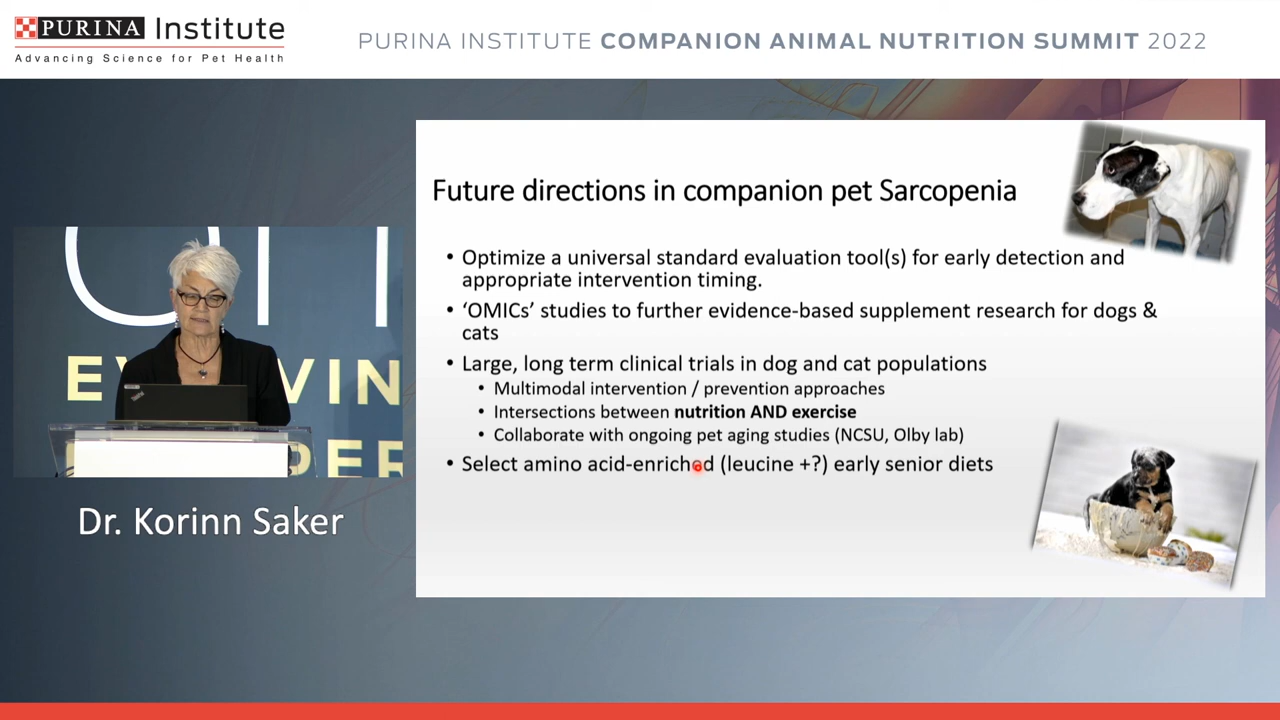 PURINA Institute
Advancing Science for Pet Health
PURINA INSTITUTE COMPANION ANIMAL NUTRITION SUMMIT 2022
Future directions in companion pet Sarcopenia
• Optimize a universal standard evaluation tool(s) for early detection and
appropriate intervention timing.
• ‘OMICS’ studies to further evidence-based supplement research for dogs &
cats
• Large, long term clinical trials in dog and cat populations
• Multimodal intervention / prevention approaches
• Intersections between nutrition AND exercise
• Collaborate with ongoing pet aging studies (NCSU, Olby lab)
• Select amino acid-enriched (leucine +?) early senior diets
Dr. Korinn Saker